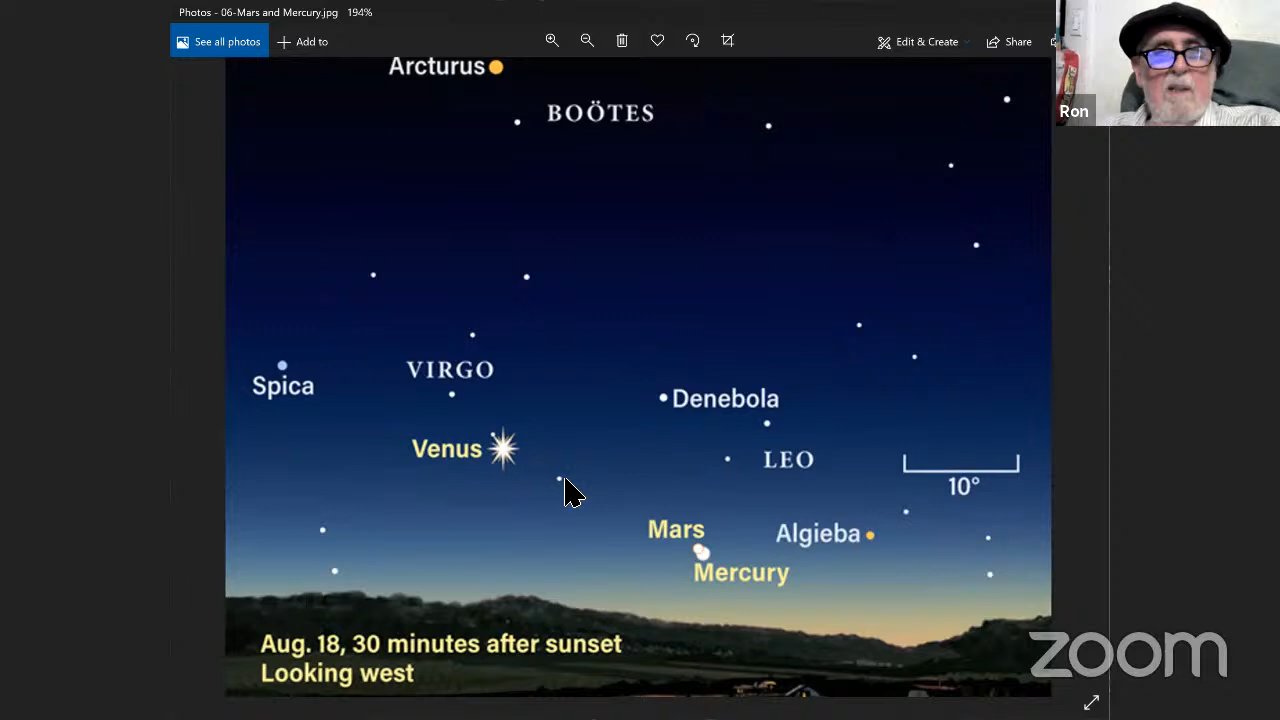 Photos - 06-Mars and Mercury.jpg 194%
See all photos
Add to
Edit & Create
Share
Ron
Arcturus
BOÖTES
Spica
VIRGO
Denebola
Venus
LEO
10°
Mars
Algieba
Mercury
Aug. 18, 30 minutes after sunset
Looking west
zoom